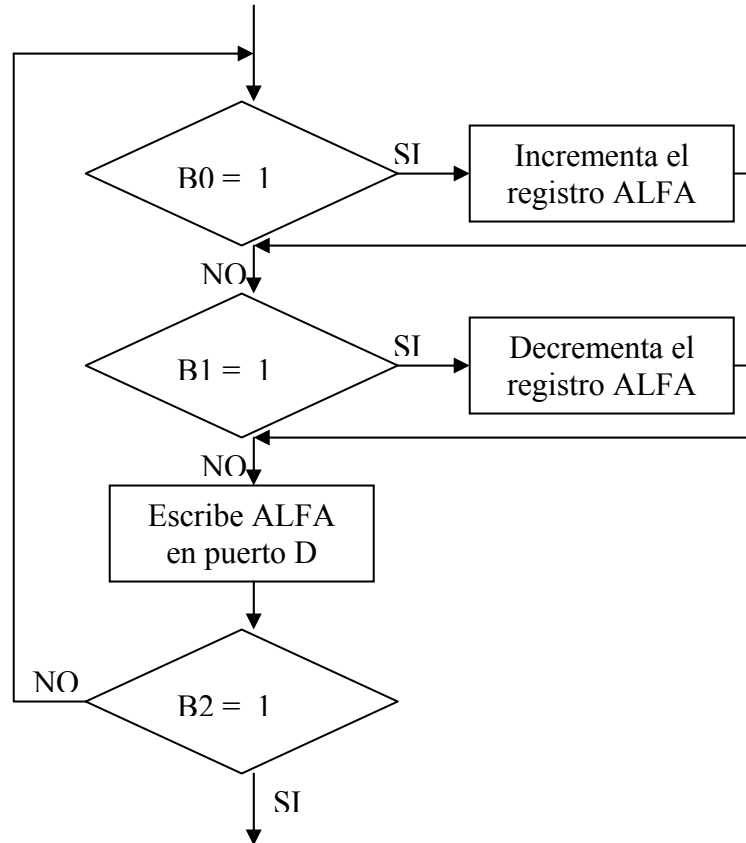 B0 = 1
SI
Incrementa el
registro ALFA
NO
B1 = 1
SI
Decrementa el
registro ALFA
NO
Escribe ALFA
en puerto D
NO
B2 = 1
SI